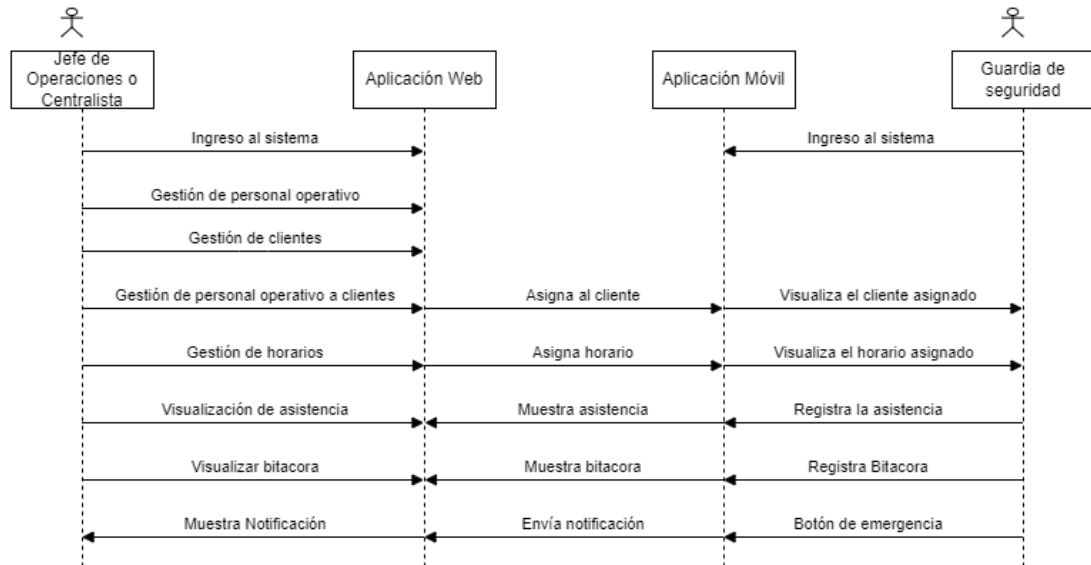 Jefe de
Operaciones o
Centralista
Aplicación Web
Aplicación Móvil
Guardia de
seguridad
Ingreso al sistema
Ingreso al sistema
Gestión de personal operativo
Gestión de clientes
Gestión de personal operativo a clientes
Asigna al cliente
Visualiza el cliente asignado
Gestión de horarios
Asigna horario
Visualiza el horario asignado
Visualización de asistencia
Muestra asistencia
Registra la asistencia
Visualizar bitacora
Muestra bitacora
Registra Bitacora
Muestra Notificación
Envía notificación
Botón de emergencia